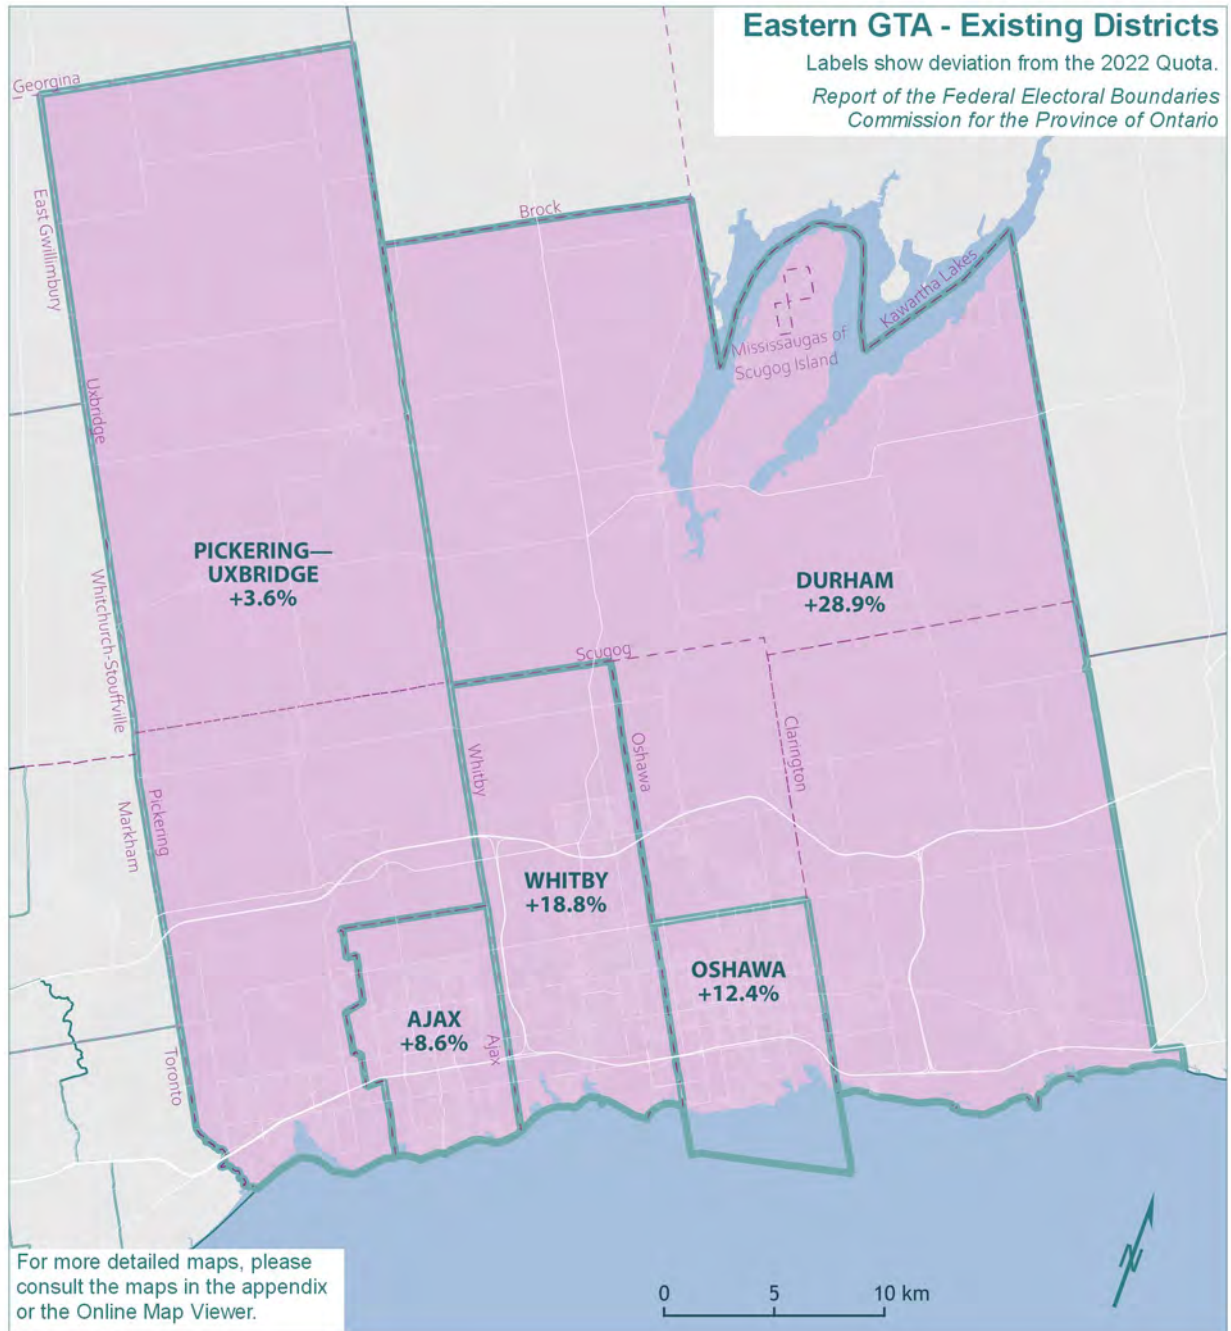 Eastern GTA - Existing Districts
Labels show deviation from the 2022 Quota.
Report of the Federal Electoral Boundaries
Commission for the Province of Ontario
Georgina
East Gwillimbury
Brock
Kawartha Lakes
Mississaugas of
Scugog Island
Uxbridge
PICKERING—
UXBRIDGE
+3.6%
DURHAM
+28.9%
Whitchurch-Stouffville
Scugog
Whitby
Oshawa
Clarington
Pickering
Markham
WHITBY
+18.8%
OSHAWA
+12.4%
AJAX
+8.6%
Ajax
Toronto
For more detailed maps, please
consult the maps in the appendix
or the Online Map Viewer.
0 5 10 km
N